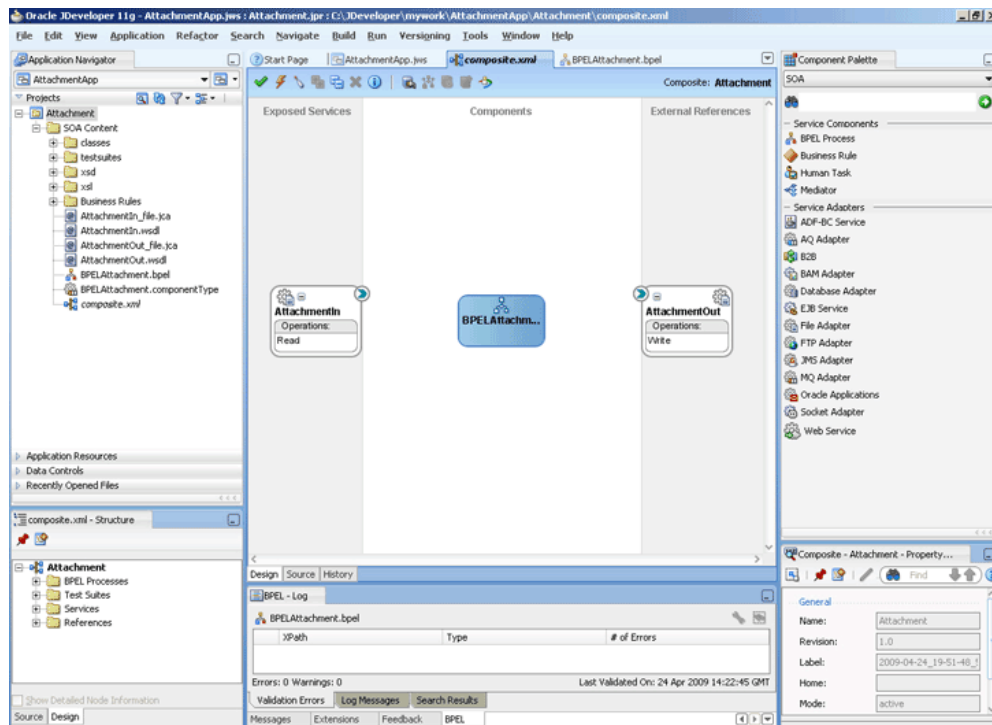 Oracle JDeveloper 11g - AttachmentApp.jws : Attachment.jpr : C:\JDeveloper\mywork\AttachmentApp\Attachment\composite.xml
File Edit View Application Refactor Search Navigate Build Run Versioning Tools Window Help
Application Navigator
AttachmentApp
Projects
Attachment
SOA Content
classes
testsuites
xsd
xsl
Business Rules
AttachmentIn_file.jca
AttachmentIn.wsdl
AttachmentOut_file.jca
AttachmentOut.wsdl
BPELAttachment.bpel
BPELAttachment.componentType
composite.xml
Application Resources
Data Controls
Recently Opened Files
composite.xml - Structure
Attachment
BPEL Processes
Test Suites
Services
References
Show Detailed Node Information
Source Design
Start Page AttachmentApp.jws composite.xml BPELAttachment.bpel
Composite: Attachment
Exposed Services Components External References
AttachmentIn
Operations:
Read
BPELAttachm...
AttachmentOut
Operations:
Write
Design Source History
BPEL - Log
BPELAttachment.bpel
XPath Type # of Errors
Errors: 0 Warnings: 0 Last Validated On: 24 Apr 2009 14:22:45 GMT
Validation Errors Log Messages Search Results
Messages Extensions Feedback BPEL
Component Palette
SOA
Service Components
BPEL Process
Business Rule
Human Task
Mediator
Service Adapters
ADF-BC Service
AQ Adapter
B2B
BAM Adapter
Database Adapter
EJB Service
File Adapter
FTP Adapter
JMS Adapter
MQ Adapter
Oracle Applications
Socket Adapter
Web Service
Composite - Attachment - Property...
Find
General
Name: Attachment
Revision: 1.0
Label: 2009-04-24_19-51-48_
Home:
Mode: active